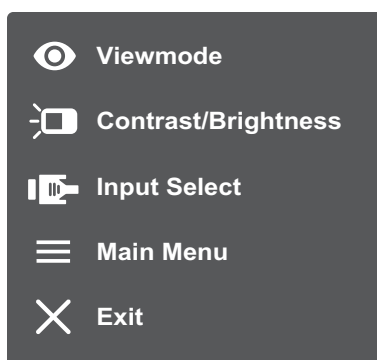 Viewmode
Contrast/Brightness
Input Select
Main Menu
Exit